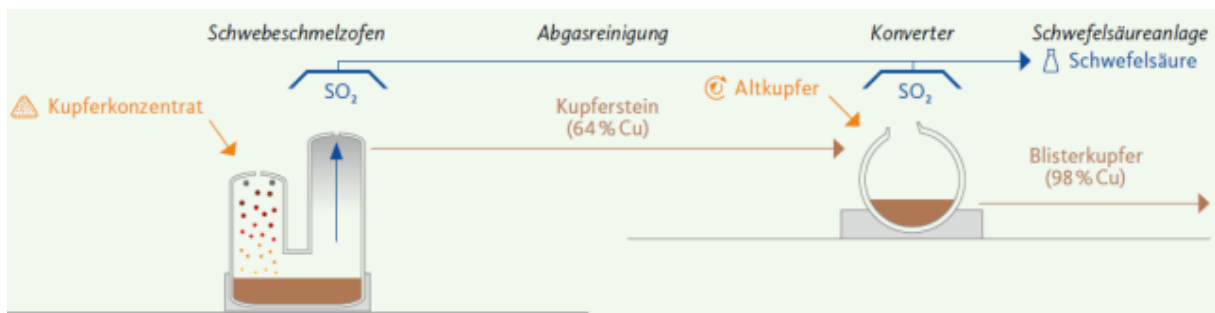 Schwebeschmelzofen
Abgasreinigung
Konverter
Schwefelsäureanlage
Schwefelsäure
SO₂
SO₂
Kupferkonzentrat
Altkupfer
Kupferstein
(64 % Cu)
Blisterkupfer
(98 % Cu)